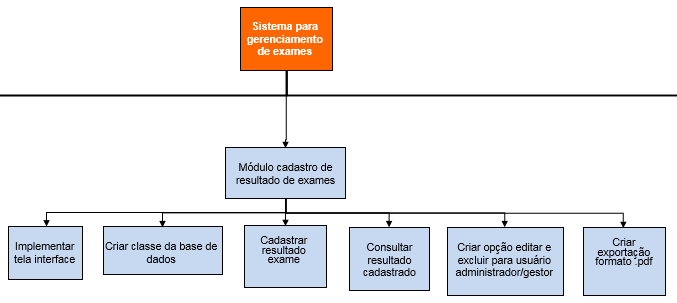 Sistema para
gerenciamento
de exames
Módulo cadastro de
resultado de exames
Implementar
tela interface
Criar classe da base de
dados
Cadastrar
resultado
exame
Consultar
resultado
cadastrado
Criar opção editar e
excluir para usuário
administrador/gestor
Criar
exportação
formato .pdf